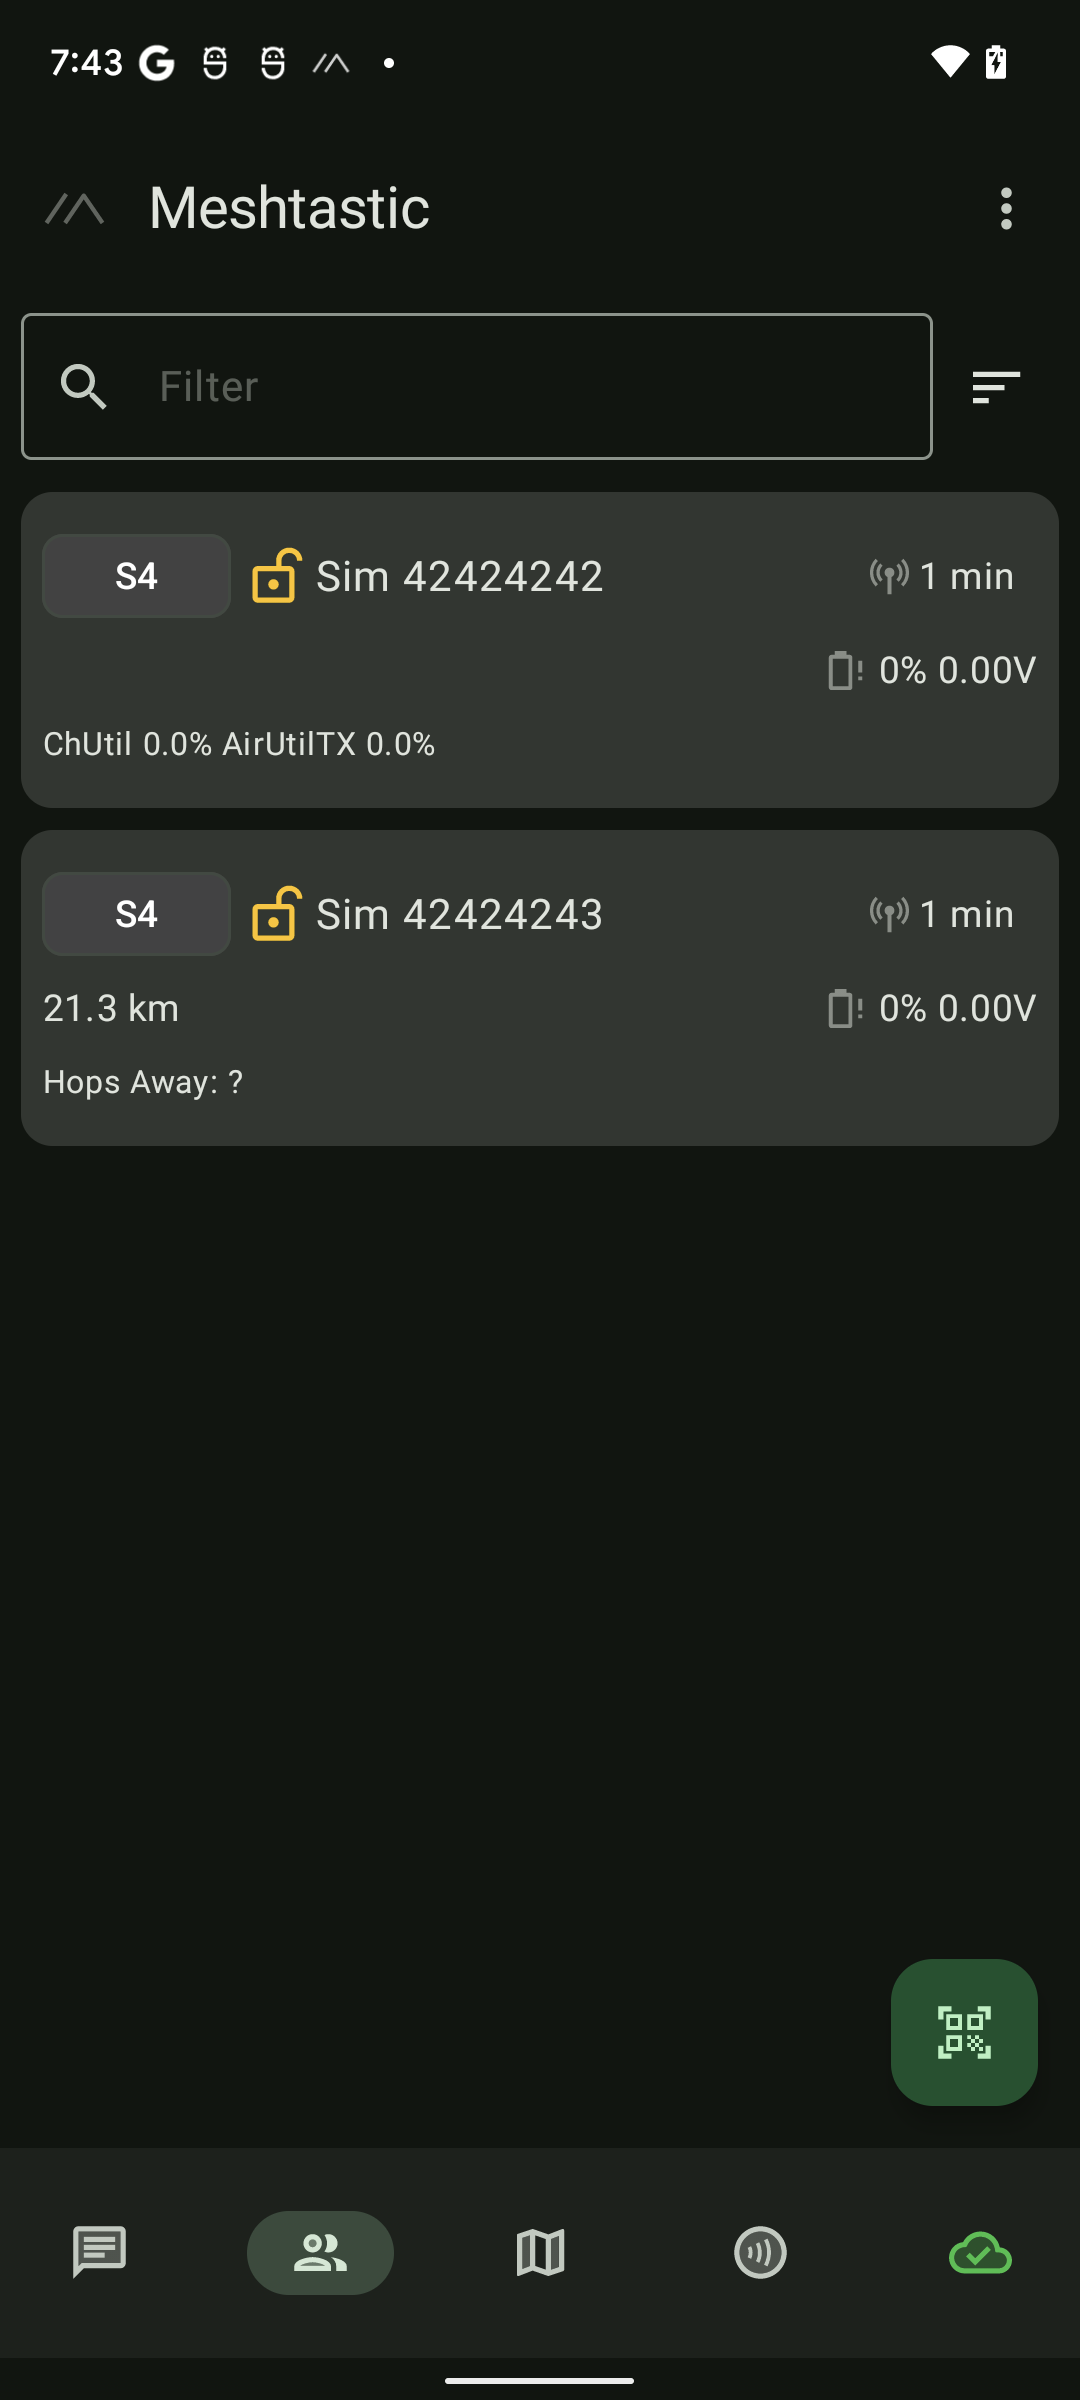 7:43
Meshtastic
Filter
S4 Sim 42424242 1 min
0% 0.00V
ChUtil 0.0% AirUtilTX 0.0%
S4 Sim 42424243 1 min
21.3 km 0% 0.00V
Hops Away: ?